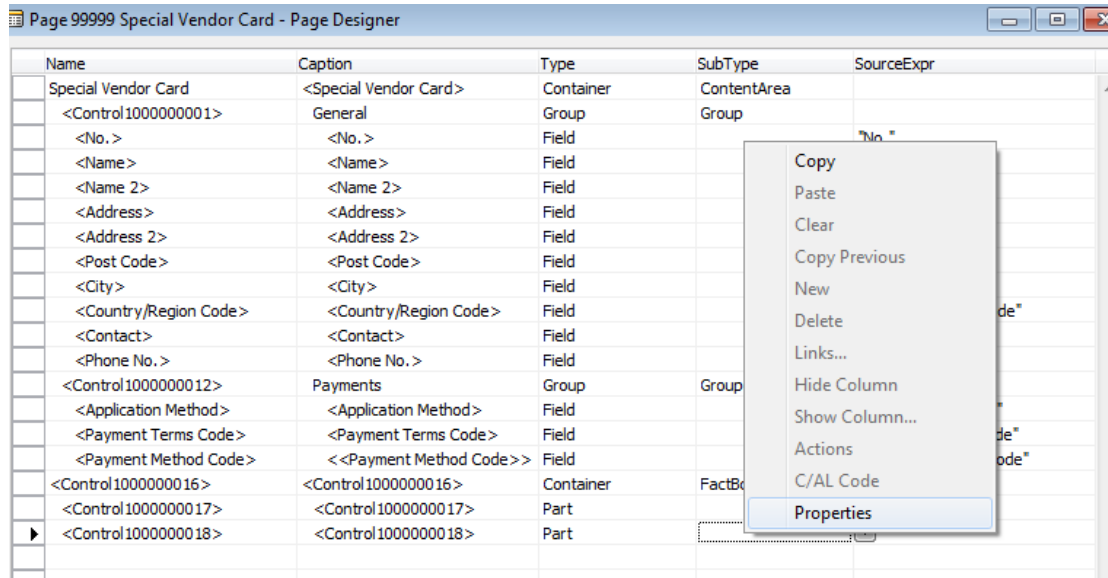 Page 99999 Special Vendor Card - Page Designer
Name Caption Type SubType SourceExpr
Special Vendor Card <Special Vendor Card> Container ContentArea
<Control1000000001> General Group Group
<No.> <No.> Field "No."
<Name> <Name> Field
<Name 2> <Name 2> Field
<Address> <Address> Field
<Address 2> <Address 2> Field
<Post Code> <Post Code> Field
<City> <City> Field
<Country/Region Code> <Country/Region Code> Field de"
<Contact> <Contact> Field
<Phone No.> <Phone No.> Field
<Control1000000012> Payments Group Group
<Application Method> <Application Method> Field "
<Payment Terms Code> <Payment Terms Code> Field de"
<Payment Method Code> <<Payment Method Code>> Field ode"
<Control1000000016> <Control1000000016> Container FactBo
<Control1000000017> <Control1000000017> Part
<Control1000000018> <Control1000000018> Part
Copy
Paste
Clear
Copy Previous
New
Delete
Links...
Hide Column
Show Column...
Actions
C/AL Code
Properties